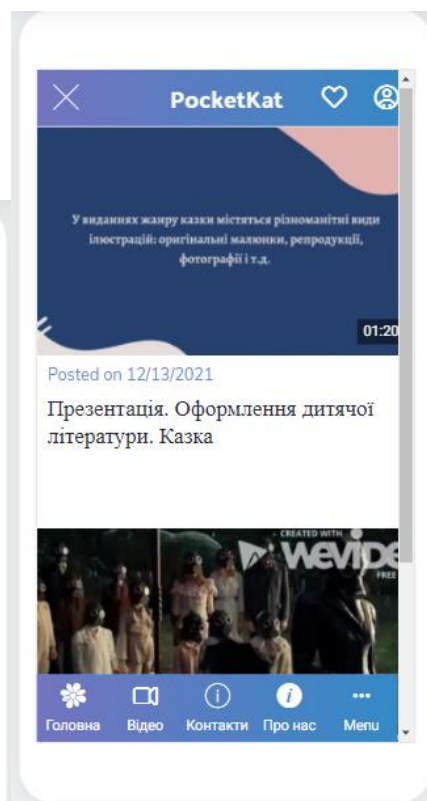 PocketKat
У виданнях жанру казки містяться різноманітні види
ілюстрацій: оригінальні малюнки, репродукції,
фотографії і т.д.
01:20
Posted on 12/13/2021
Презентація. Оформлення дитячої
літератури. Казка
CREATED WITH
WEVIDE
FREE
Головна
Відео
Контакти
Про нас
Menu